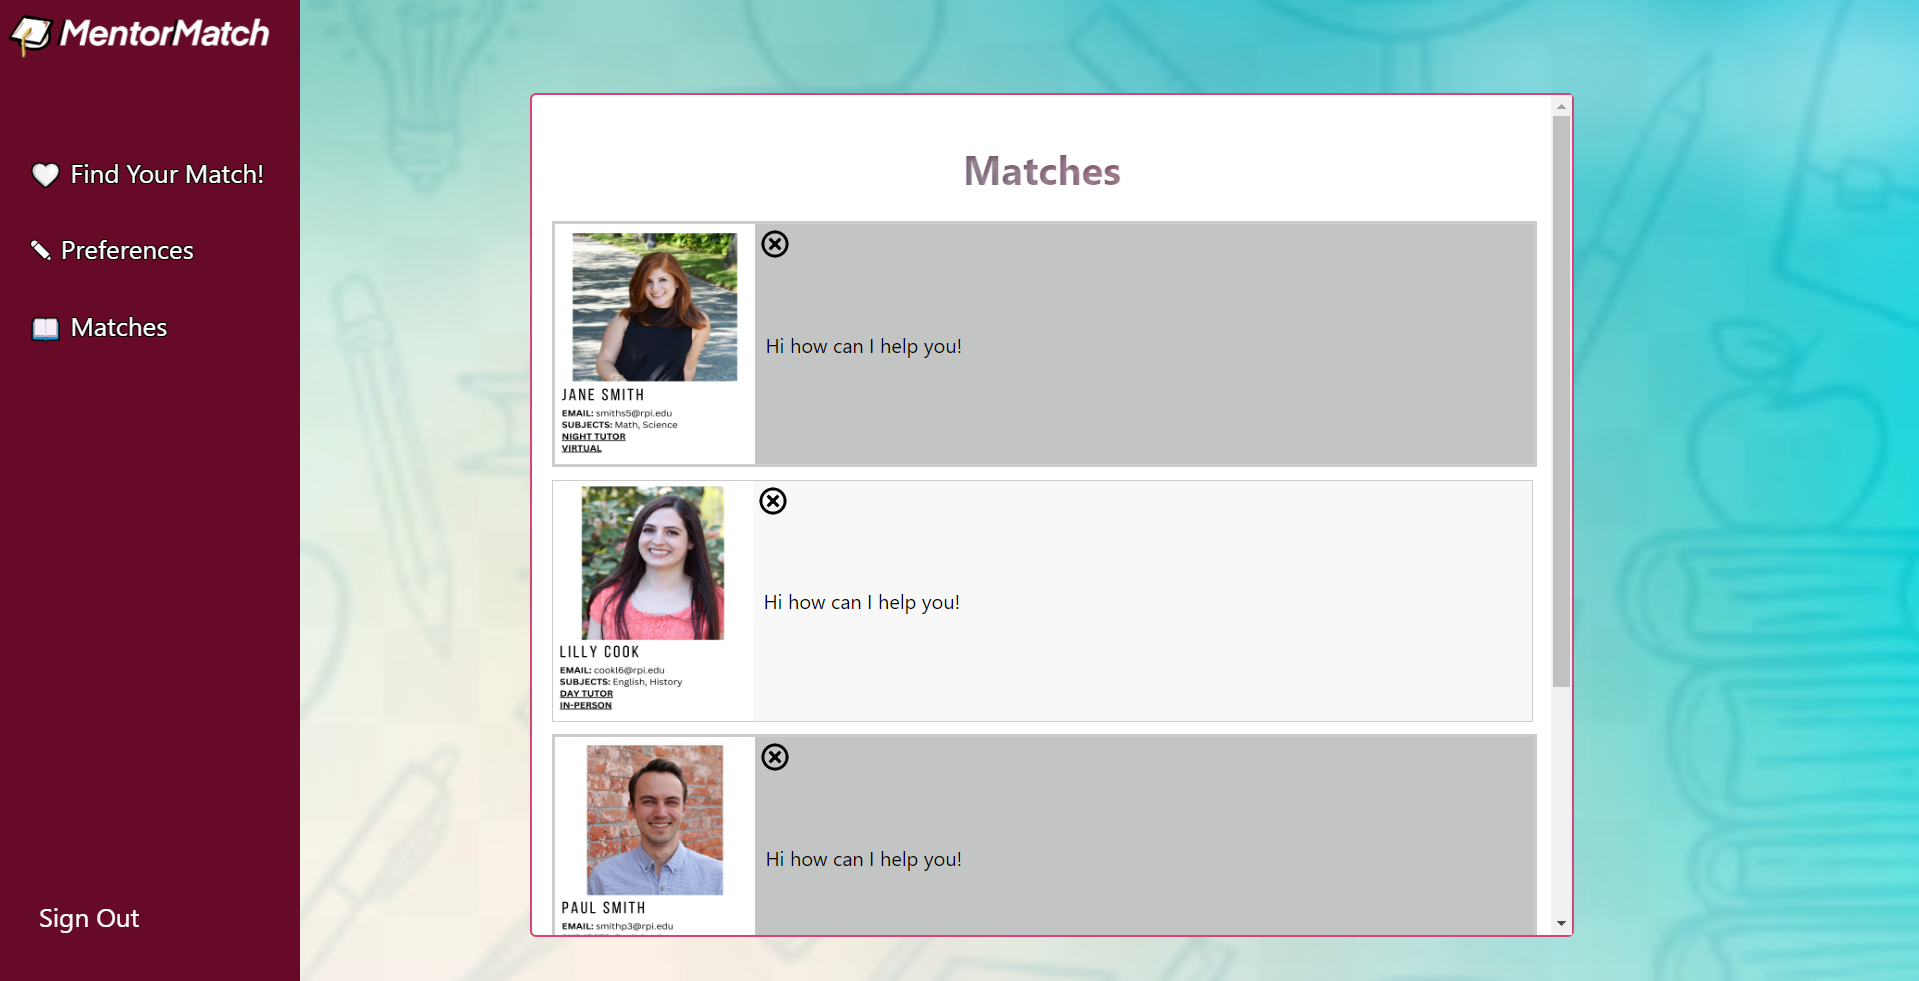 MentorMatch
Find Your Match!
Preferences
Matches
Sign Out
Matches
Hi how can I help you!
JANE SMITH
EMAIL: smiths5@rpi.edu
SUBJECTS: Math, Science
NIGHT TUTOR
VIRTUAL
Hi how can I help you!
LILLY COOK
EMAIL: cookl6@rpi.edu
SUBJECTS: English, History
DAY TUTOR
IN-PERSON
Hi how can I help you!
PAUL SMITH
EMAIL: smithp3@rpi.edu